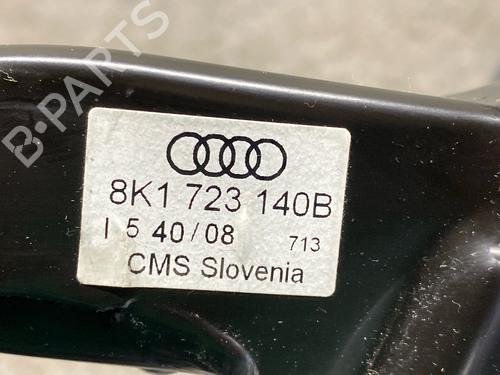 B-PARTS
8K1 723 140B
I 5 40/08 713
CMS Slovenia